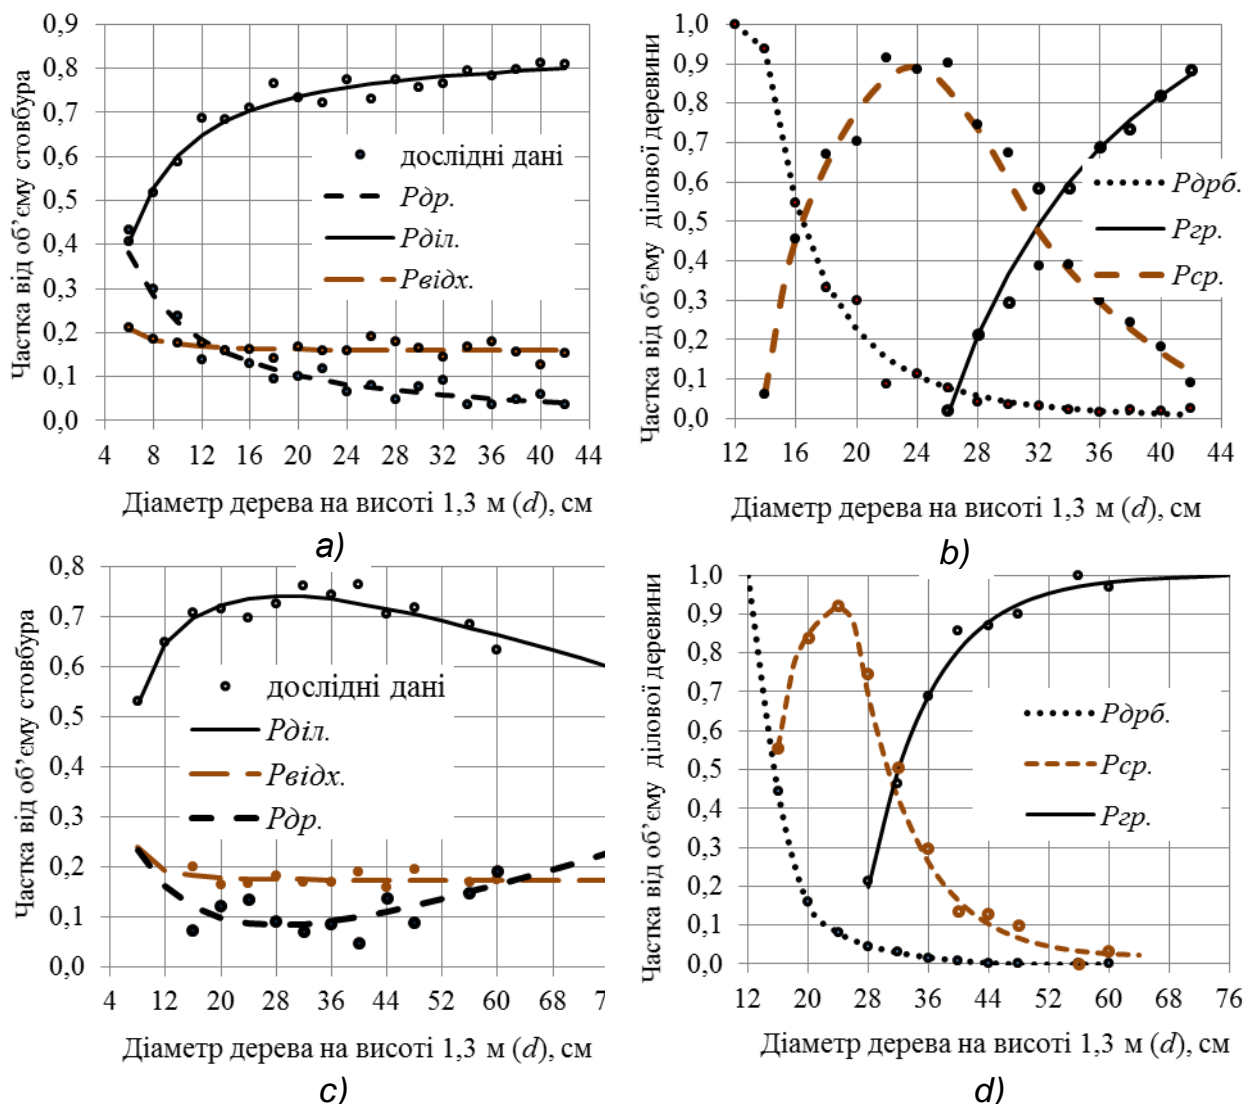 Частка від об’єму стовбура
0,9
0,8
0,7
0,6
0,5
0,4
0,3
0,2
0,1
0,0
дослідні дані
Рдр.
Рділ.
Рвідх.
4 8 12 16 20 24 28 32 36 40 44
Діаметр дерева на висоті 1,3 м (d), см
a)
Частка від об’єму ділової деревини
1,0
0,9
0,8
0,7
0,6
0,5
0,4
0,3
0,2
0,1
0,0
Рдрб.
Ргр.
Рср.
12 16 20 24 28 32 36 40 44
Діаметр дерева на висоті 1,3 м (d), см
b)
Частка від об’єму стовбура
0,8
0,7
0,6
0,5
0,4
0,3
0,2
0,1
0,0
дослідні дані
Рділ.
Рвідх.
Рдр.
4 12 20 28 36 44 52 60 68
Діаметр дерева на висоті 1,3 м (d), см
c)
Частка від об’єму ділової деревини
1,0
0,9
0,8
0,7
0,6
0,5
0,4
0,3
0,2
0,1
0,0
Рдрб.
Рср.
Ргр.
12 20 28 36 44 52 60 68 76
Діаметр дерева на висоті 1,3 м (d), см
d)